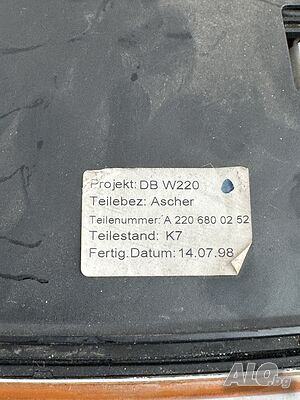 Projekt: DB W220
Teilebez: Ascher
Teilenummer: A 220 680 02 52
Teilestand: K7
Fertig.Datum: 14.07.98
ALO.bg